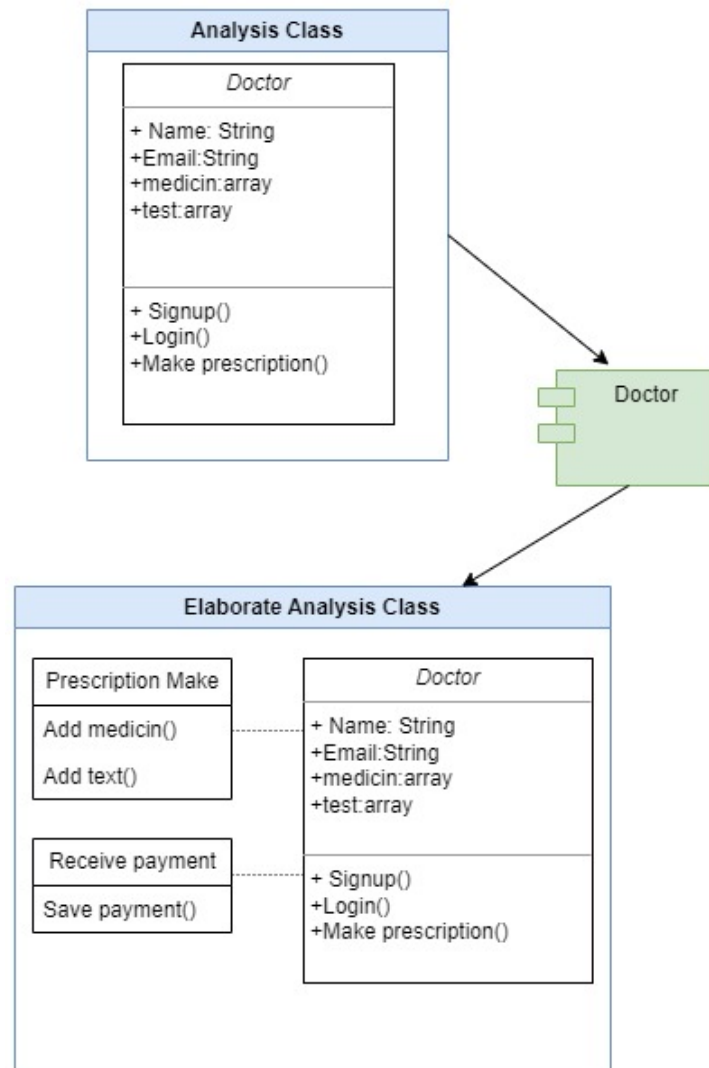 Analysis Class
Doctor
+ Name: String
+Email:String
+medicin:array
+test:array
+ Signup()
+Login()
+Make prescription()
Doctor
Elaborate Analysis Class
Prescription Make
Add medicin()
Add text()
Receive payment
Save payment()
Doctor
+ Name: String
+Email:String
+medicin:array
+test:array
+ Signup()
+Login()
+Make prescription()